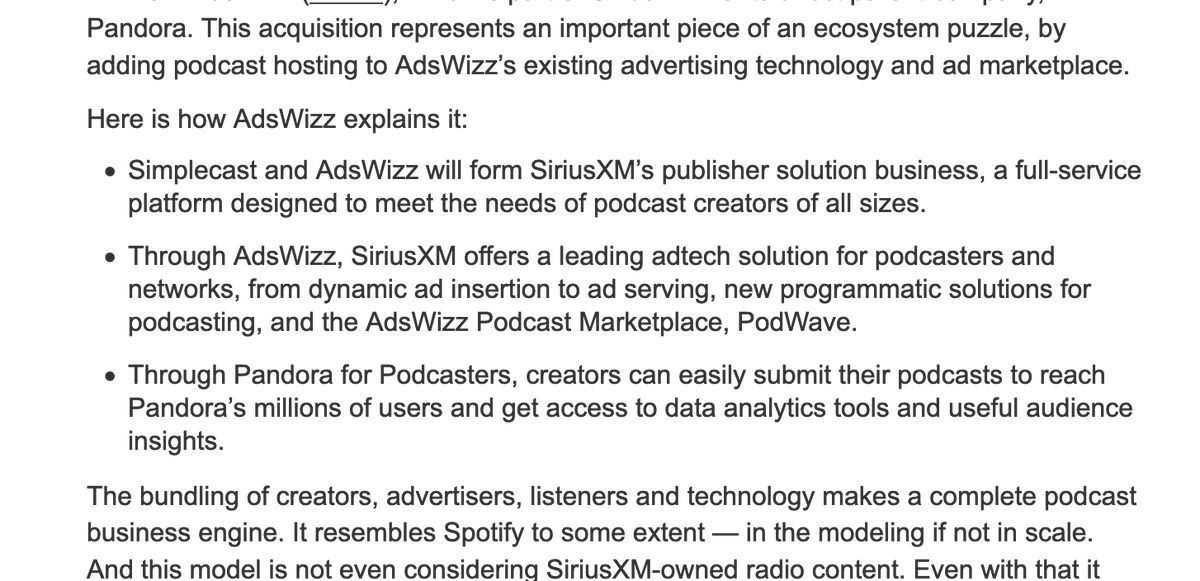 Pandora. This acquisition represents an important piece of an ecosystem puzzle, by
adding podcast hosting to AdsWizz’s existing advertising technology and ad marketplace.
Here is how AdsWizz explains it:
• Simplecast and AdsWizz will form SiriusXM’s publisher solution business, a full-service
platform designed to meet the needs of podcast creators of all sizes.
• Through AdsWizz, SiriusXM offers a leading adtech solution for podcasters and
networks, from dynamic ad insertion to ad serving, new programmatic solutions for
podcasting, and the AdsWizz Podcast Marketplace, PodWave.
• Through Pandora for Podcasters, creators can easily submit their podcasts to reach
Pandora’s millions of users and get access to data analytics tools and useful audience
insights.
The bundling of creators, advertisers, listeners and technology makes a complete podcast
business engine. It resembles Spotify to some extent — in the modeling if not in scale.
And this model is not even considering SiriusXM-owned radio content. Even with that it